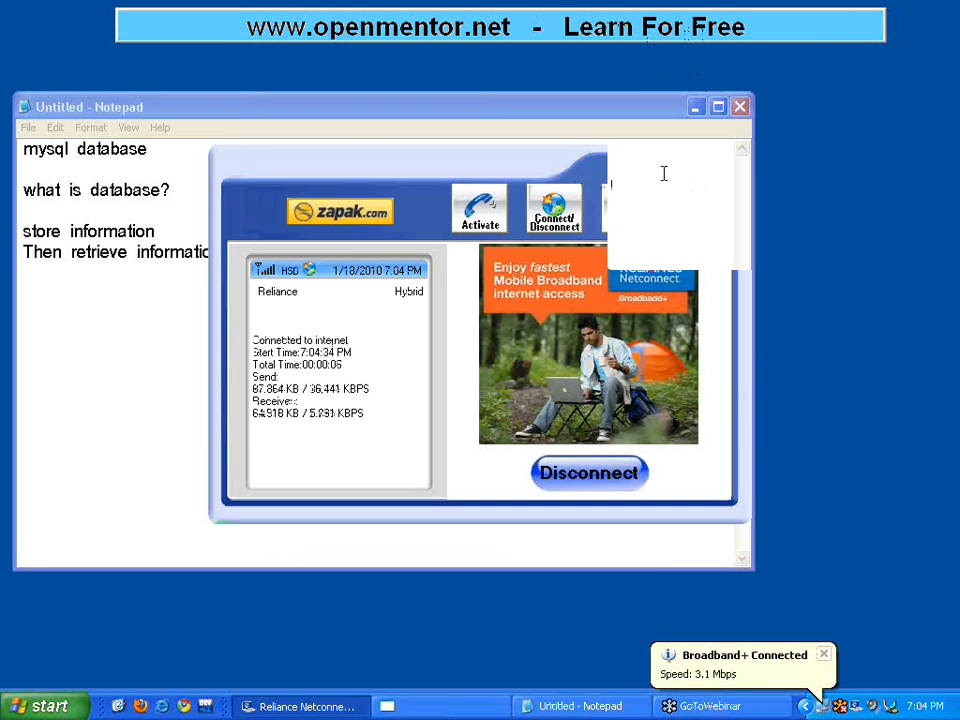 www.openmentor.net - Learn For Free
Untitled - Notepad
File Edit Format View Help
mysql database
what is database?
store information
Then retrieve informatio
zapak.com
Activate
Connect/
Disconnect
HSD 1/18/2010 7:04 PM
Reliance Hybrid
Connected to internet
Start Time:7:04:34 PM
Total Time:00:00:06
Send:
Enjoy fastest
Mobile Broadband
internet access
Netconnect
Broadband+
Disconnect
Broadband+ Connected
Speed: 3.1 Mbps
start
Reliance Netconne...
Untitled - Notepad
GoToWebinar
7:04 PM